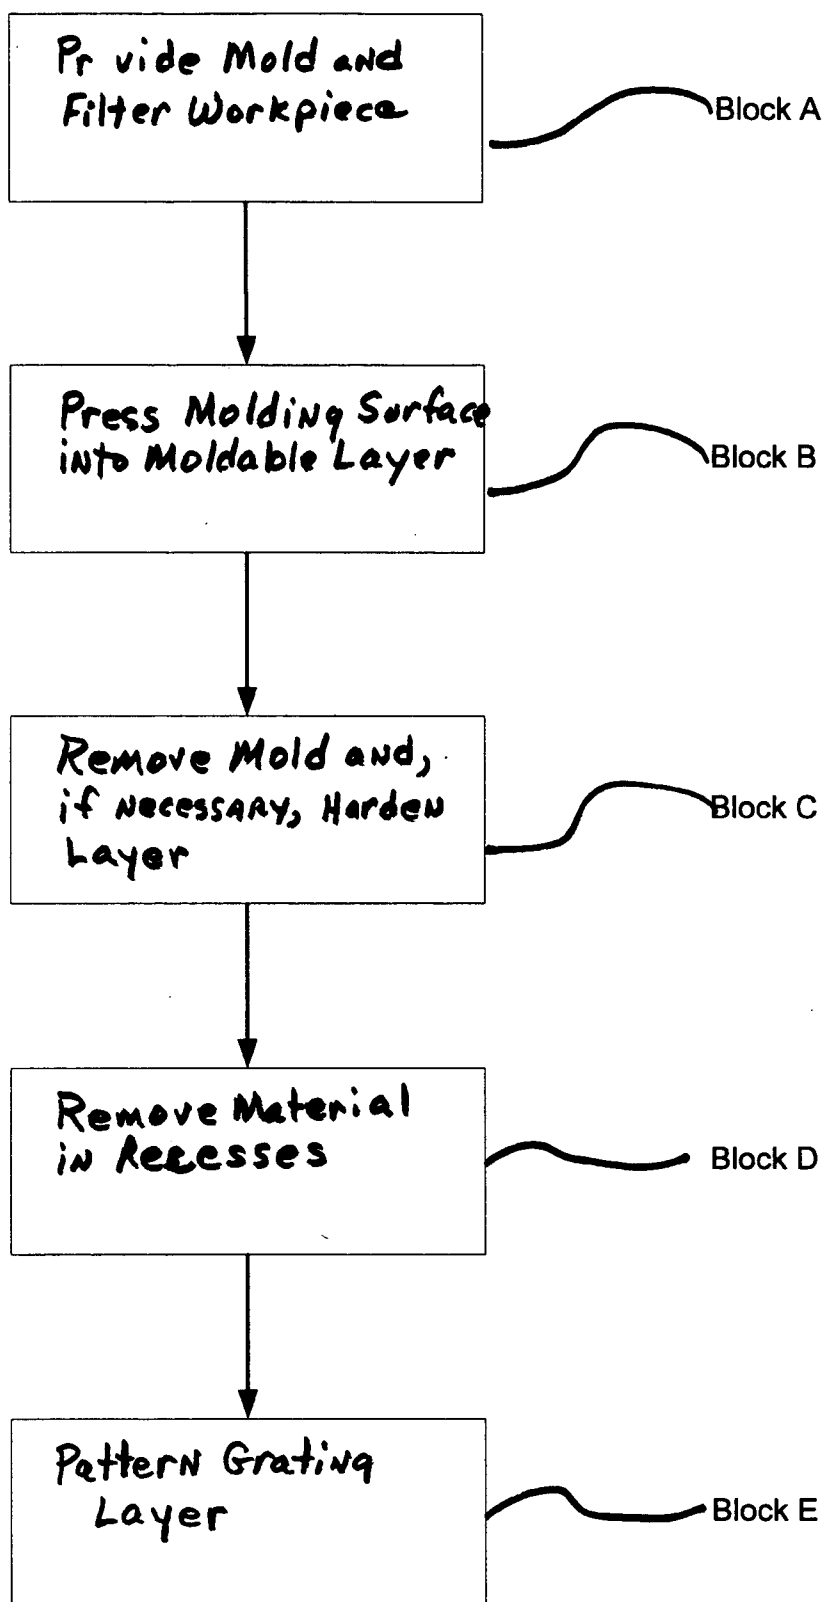 Pr vide Mold and
Filter Workpiece
Block A
Press Molding Surface
into Moldable Layer
Block B
Remove Mold and,
if Necessary, Harden
Layer
Block C
Remove Material
in Recesses
Block D
Pattern Grating
Layer
Block E